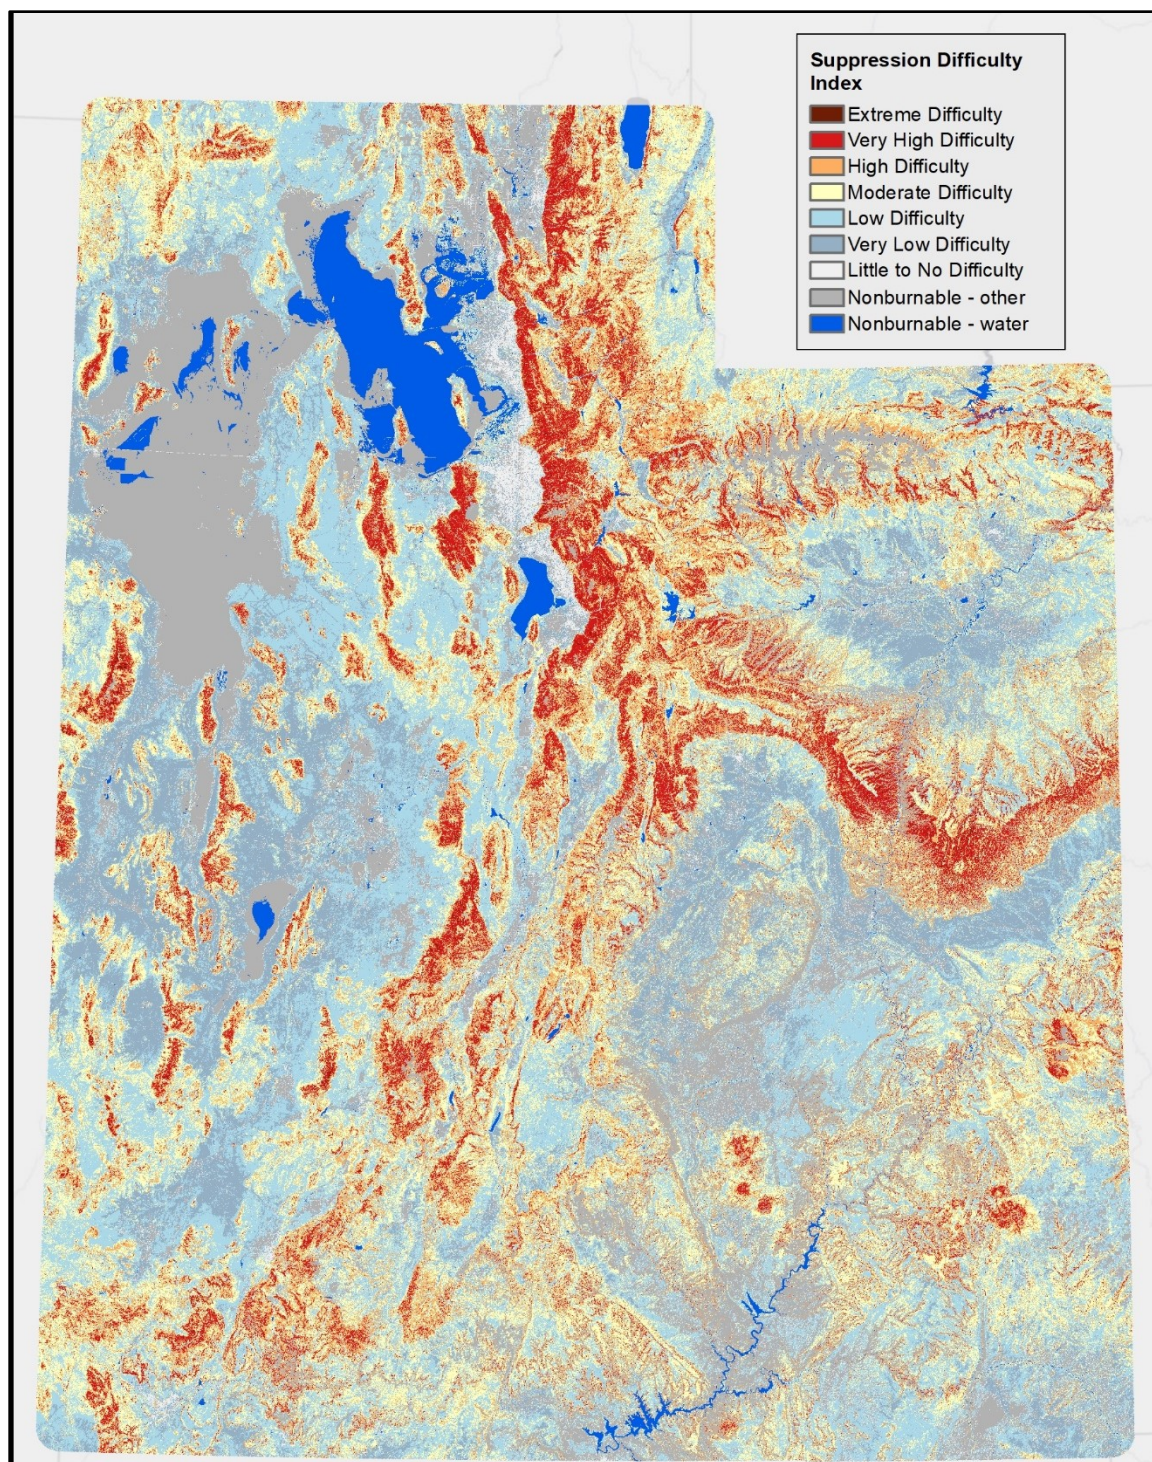 Suppression Difficulty
Index
Extreme Difficulty
Very High Difficulty
High Difficulty
Moderate Difficulty
Low Difficulty
Very Low Difficulty
Little to No Difficulty
Nonburnable - other
Nonburnable - water